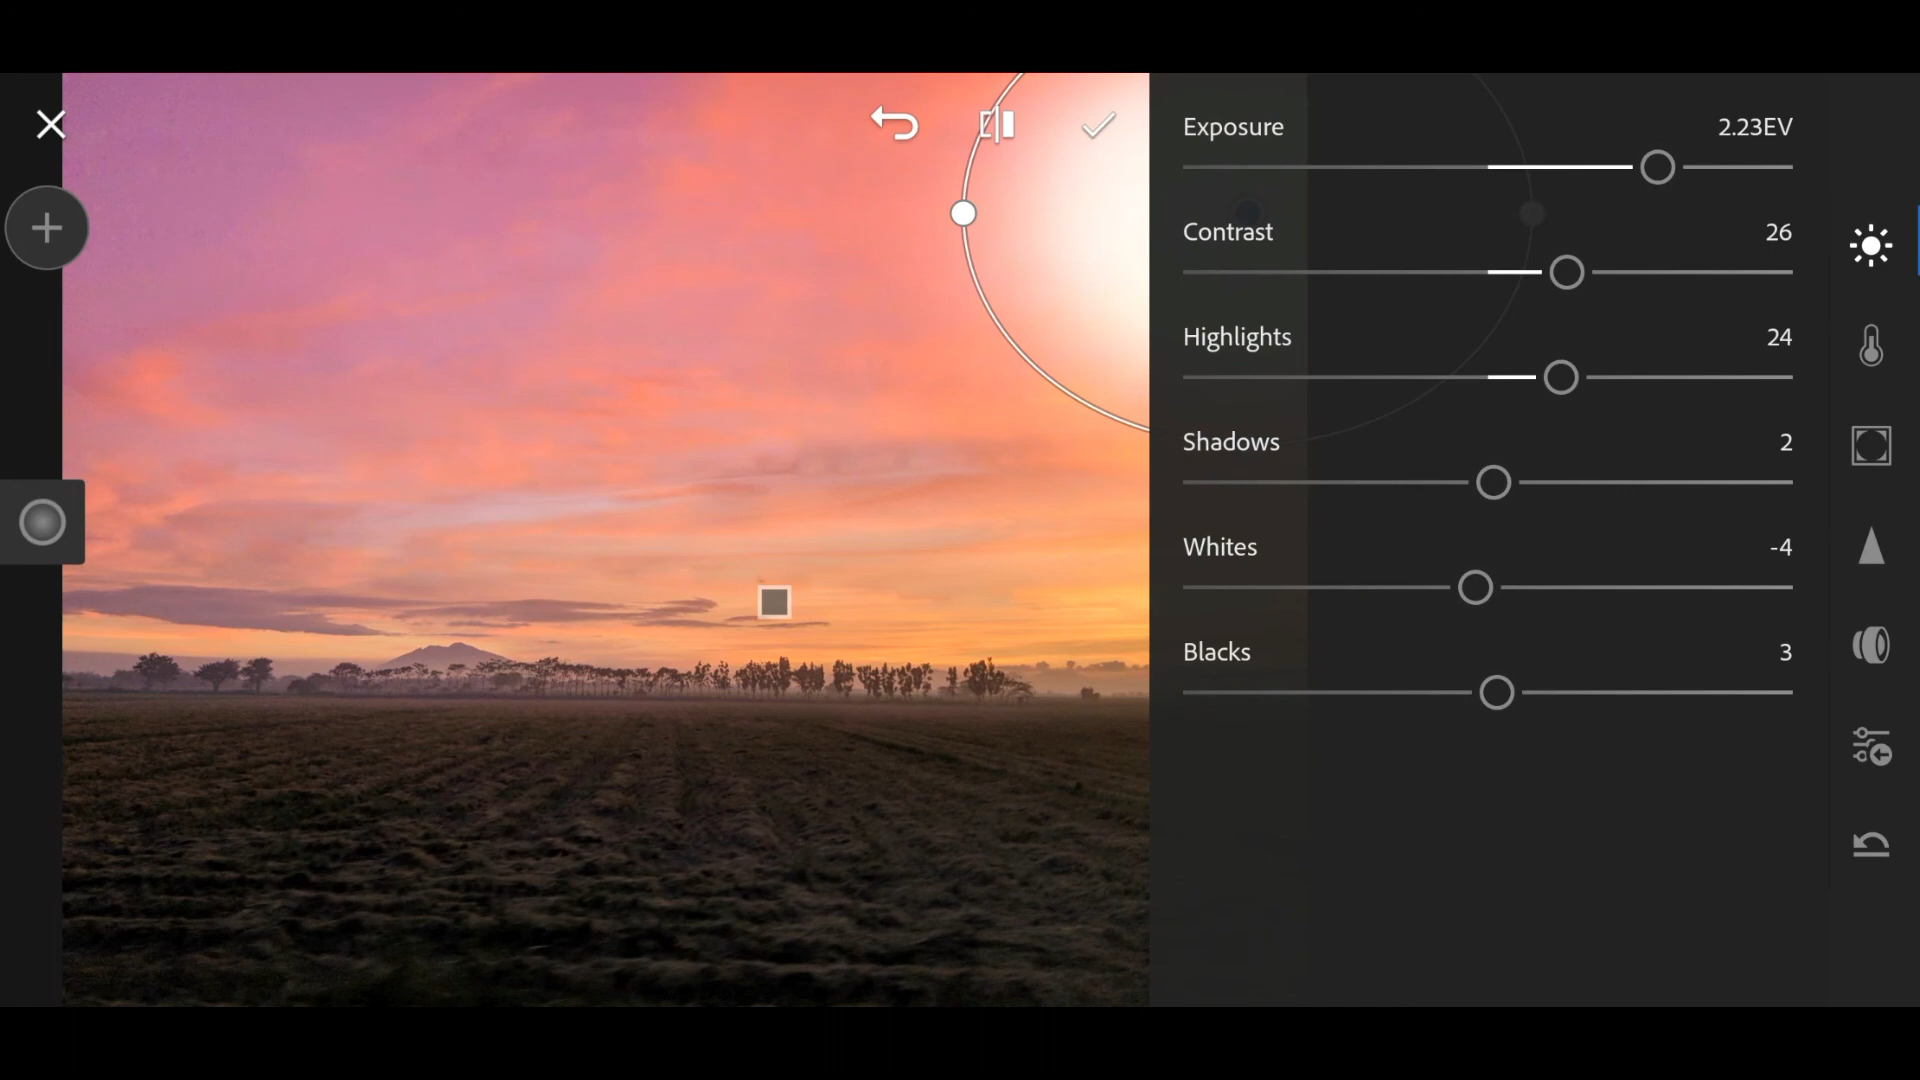 Exposure 2.23EV
Contrast 26
Highlights 24
Shadows 2
Whites -4
Blacks 3